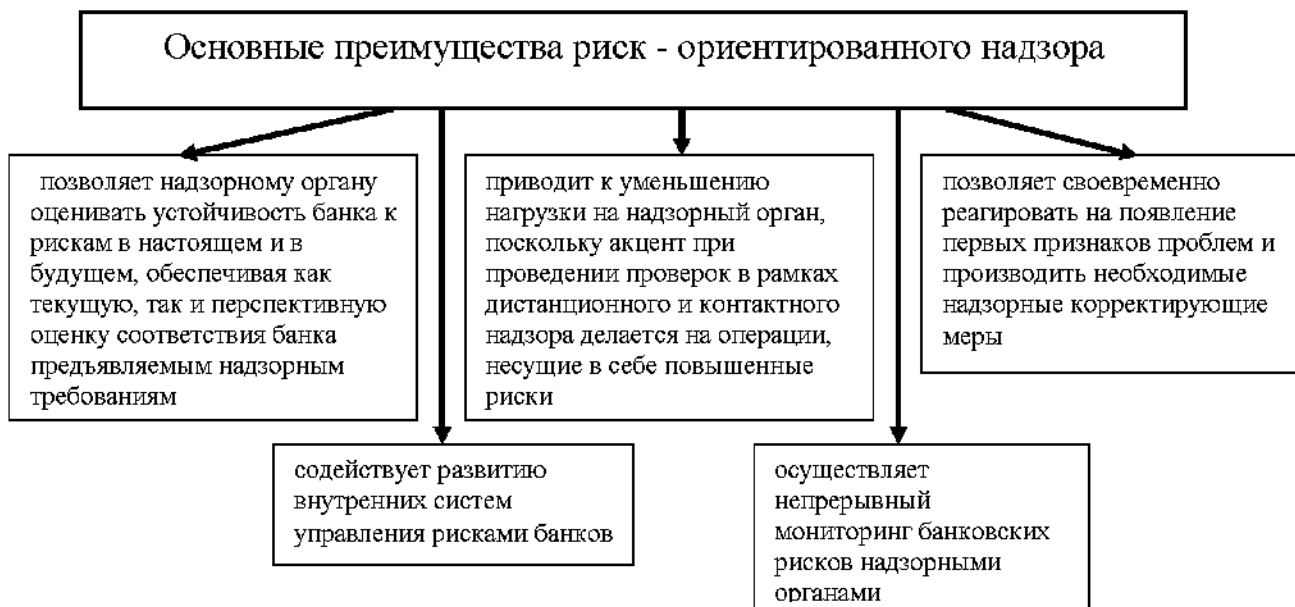 Основные преимущества риск - ориентированного надзора
позволяет надзорному органу
оценивать устойчивость банка к
рискам в настоящем и в
будущем, обеспечивая как
текущую, так и перспективную
оценку соответствия банка
предъявляемым надзорным
требованиям
приводит к уменьшению
нагрузки на надзорный орган,
поскольку акцент при
проведении проверок в рамках
дистанционного и контактного
надзора делается на операции,
несущие в себе повышенные
риски
позволяет своевременно
реагировать на появление
первых признаков проблем и
производить необходимые
надзорные корректирующие
меры
содействует развитию
внутренних систем
управления рисками банков
осуществляет
непрерывный
мониторинг банковских
рисков надзорными
органами